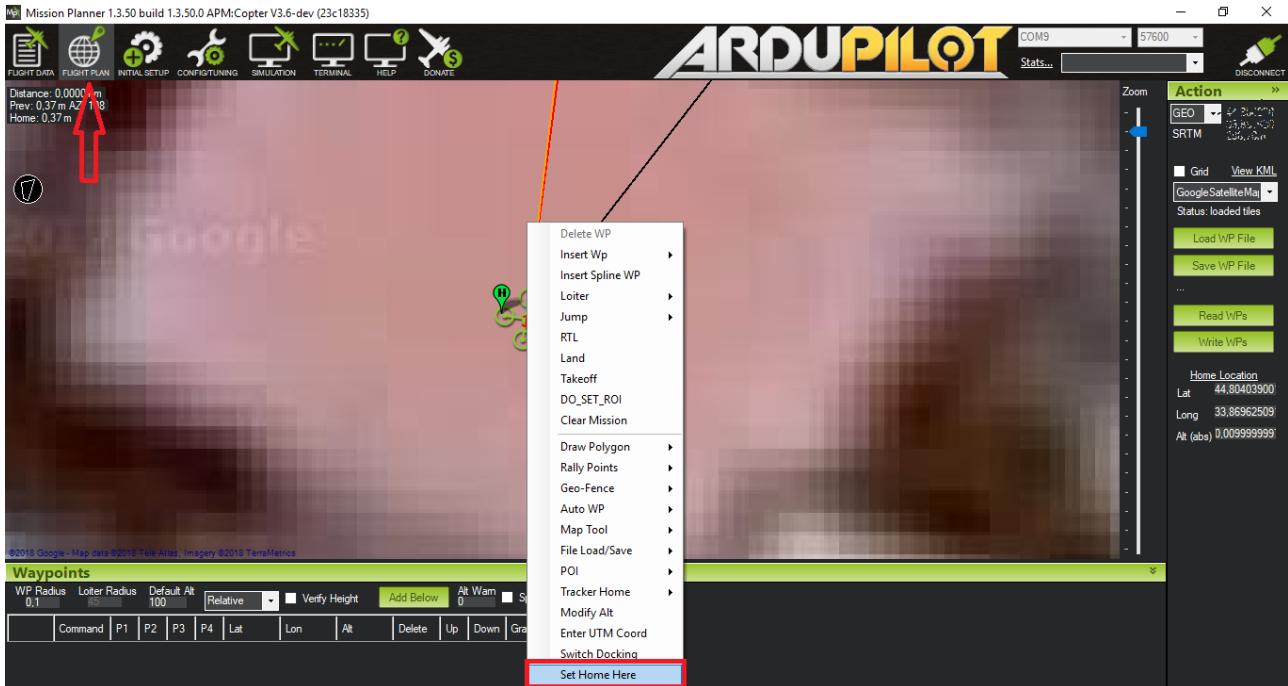 Mission Planner 1.3.50 build 1.3.50.0 APM:Copter V3.6-dev (23c18335)
FLIGHT DATA FLIGHT PLAN INITIAL SETUP CONFIG/TUNING SIMULATION TERMINAL HELP DONATE
ARDUPILOT
COM9 57600
Stats...
DISCONNECT
Distance: 0,0000 km
Prev: 0,37 m AZ:
Home: 0,37 m
Google
Zoom
Action »
GEO
SRTM
Grid View KML
GoogleSatelliteMap
Status: loaded tiles
Load WP File
Save WP File
...
Read WPs
Write WPs
Home Location
Lat 44,80403900
Long 33,86962509
Alt (abs) 0,009999999
H
Delete WP
Insert Wp
Insert Spline WP
Loiter
Jump
RTL
Land
Takeoff
DO_SET_ROI
Clear Mission
Draw Polygon
Rally Points
Geo-Fence
Auto WP
Map Tool
File Load/Save
POI
Tracker Home
Modify Alt
Enter UTM Coord
Switch Docking
Set Home Here
©2018 Google - Map data ©2018 Tele Atlas, Imagery ©2018 TerraMetrics
Waypoints
WP Radius Loiter Radius Default Alt Alt Warn
0,1 45 100 Relative Verify Height Add Below 0 Sp
Command P1 P2 P3 P4 Lat Lon Alt Delete Up Down Gra